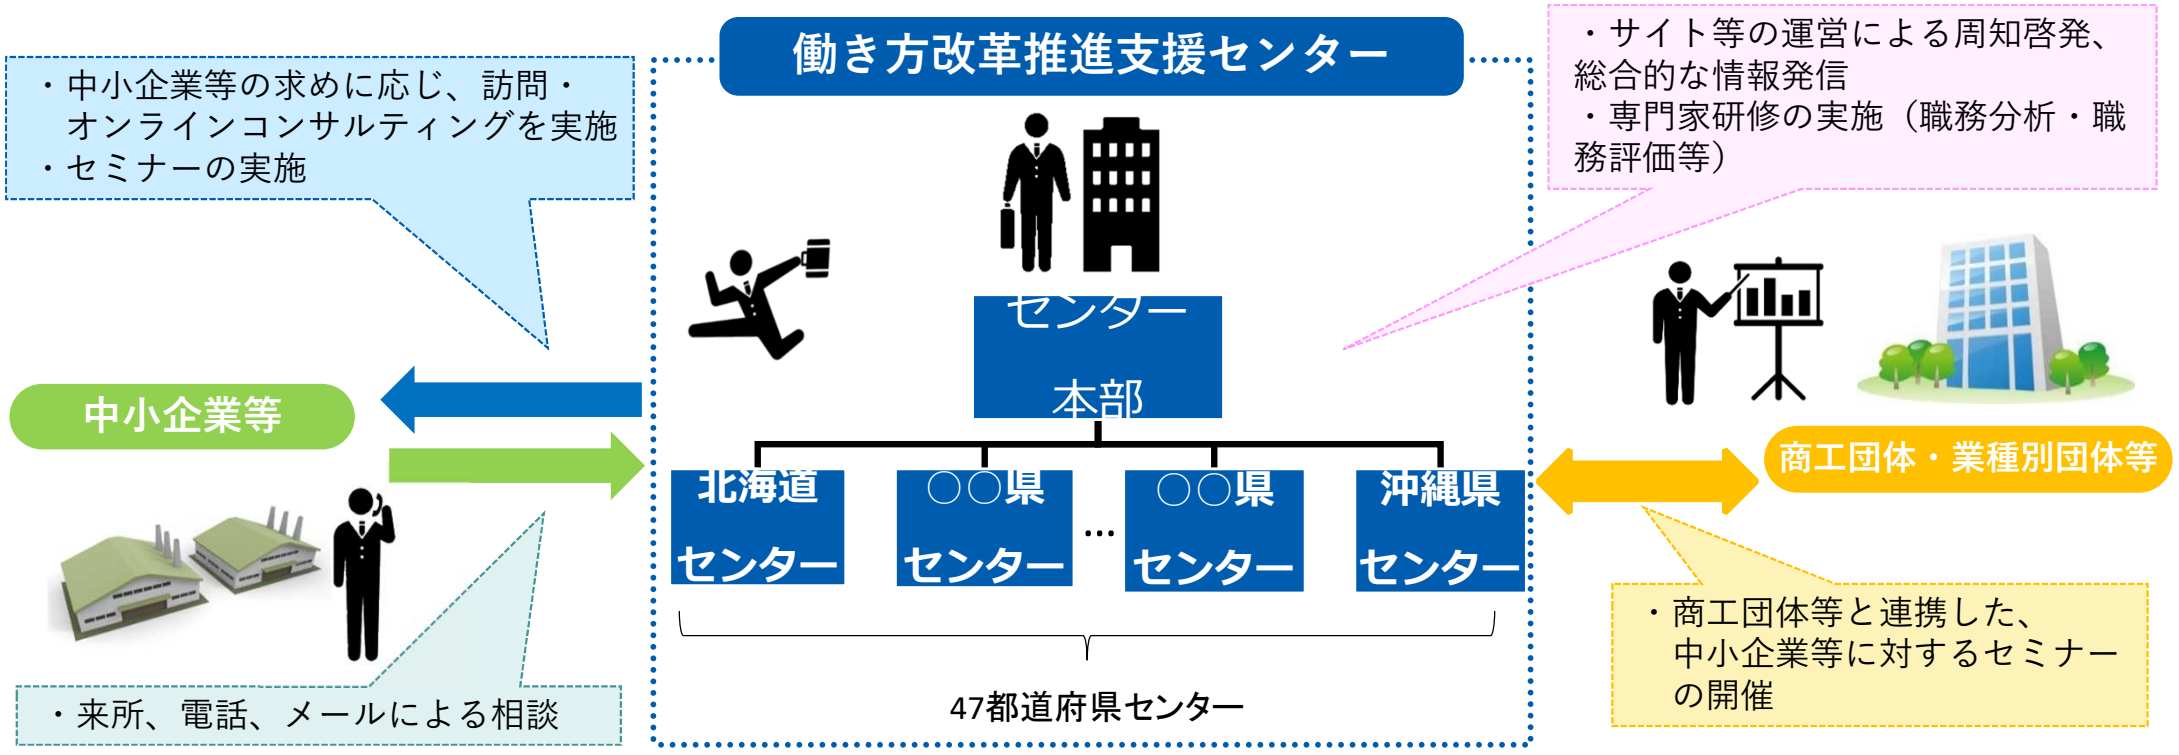 働き方改革推進支援センター
・中小企業等の求めに応じ、訪問・
オンラインコンサルティングを実施
・セミナーの実施
・サイト等の運営による周知啓発、
総合的な情報発信
・専門家研修の実施（職務分析・職
務評価等）
センター
本部
中小企業等
商工団体・業種別団体等
北海道
センター
○○県
センター
…
○○県
センター
沖縄県
センター
・商工団体等と連携した、
中小企業等に対するセミナー
の開催
・来所、電話、メールによる相談
47都道府県センター